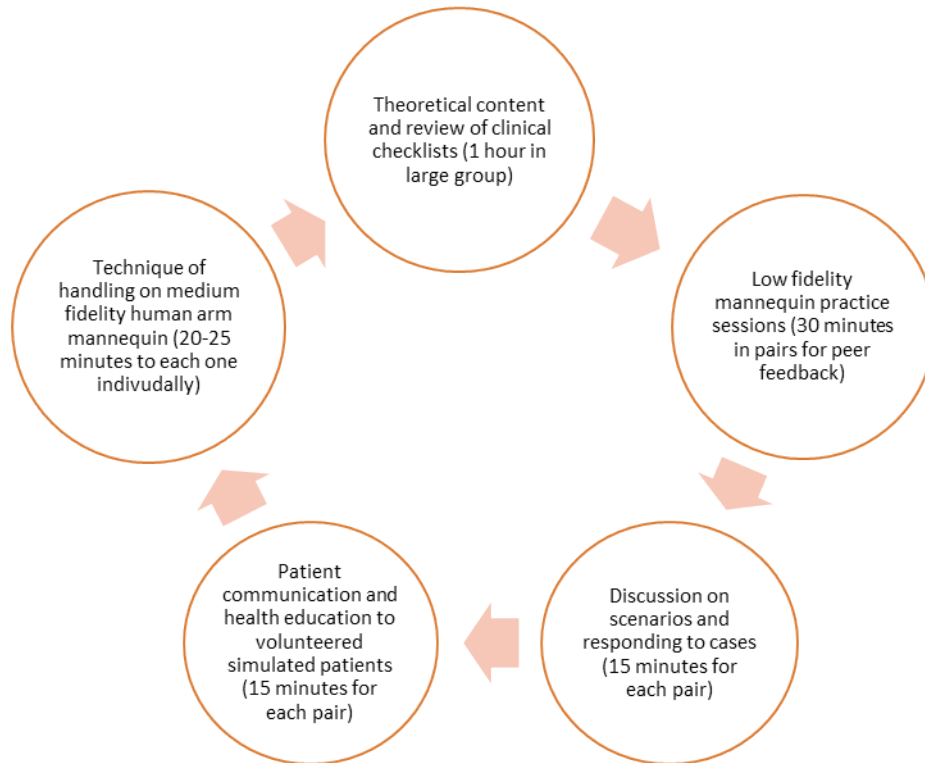 Theoretical content
and review of clinical
checklists (1 hour in
large group)
Low fidelity
mannequin practice
sessions (30 minutes
in pairs for peer
feedback)
Discussion on
scenarios and
responding to cases
(15 minutes for
each pair)
Patient
communication and
health education to
volunteered
simulated patients
(15 minutes for
each pair)
Technique of
handling on medium
fidelity human arm
mannequin (20-25
minutes to each one
indivudally)